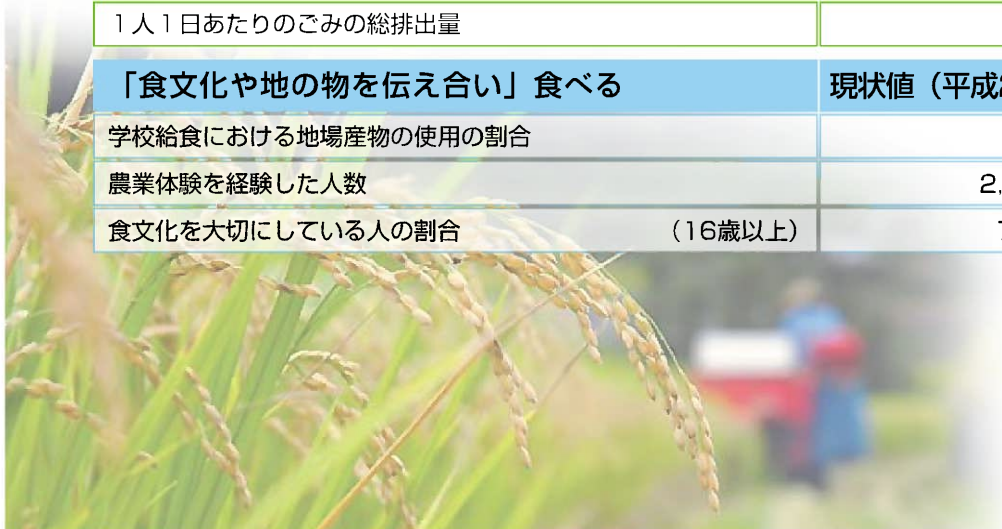 １人１日あたりのごみの総排出量
「食文化や地の物を伝え合い」食べる 現状値（平成
学校給食における地場産物の使用の割合
農業体験を経験した人数 2.
食文化を大切にしている人の割合 （16歳以上）